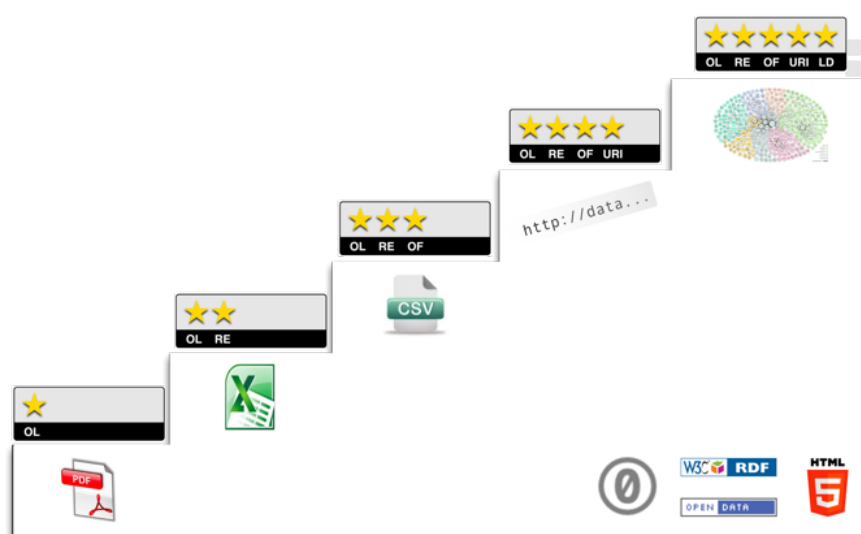 OL RE OF URI LD
OL RE OF URI
http://data...
OL RE OF
CSV
OL RE
OL
PDF
W3C RDF
OPEN DATA
HTML
5
0
X